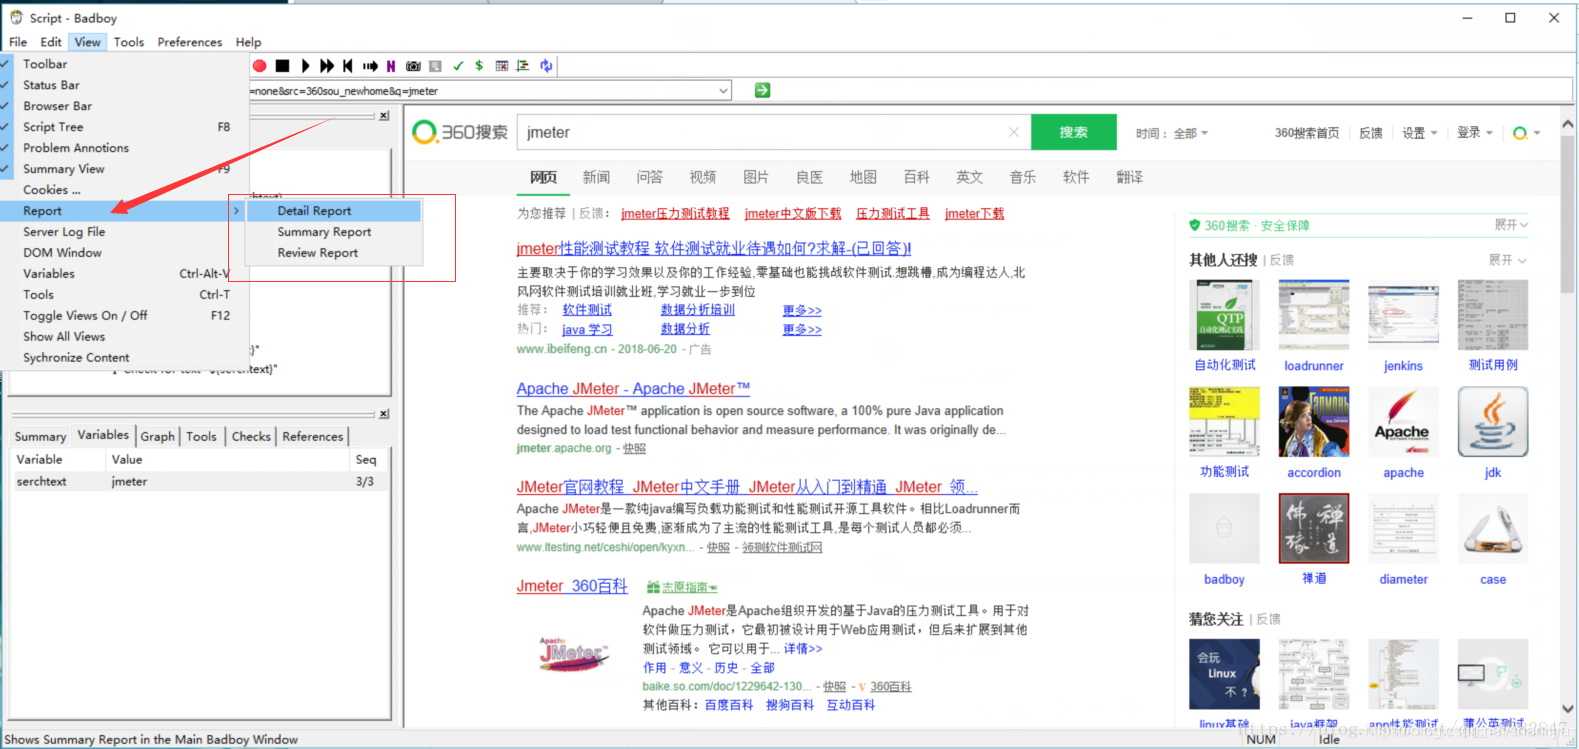 Script - Badboy
File Edit View Tools Preferences Help
Toolbar
Status Bar
Browser Bar
Script Tree F8
Problem Annotations
Summary View F9
Cookies ...
Report
Server Log File
DOM Window
Variables Ctrl-Alt-V
Tools Ctrl-T
Toggle Views On / Off F12
Show All Views
Sychronize Content
Detail Report
Summary Report
Review Report
=none&src=360sou_newhome&q=jmeter
Check for text "${serchtext}"
Summary Variables Graph Tools Checks References
Variable Value Seq
serchtext jmeter 3/3
Shows Summary Report in the Main Badboy Window
NUM Idle
360搜索 jmeter 搜索 时间：全部
360搜索首页 反馈 设置 登录
网页 新闻 问答 视频 图片 良医 地图 百科 英文 音乐 软件 翻译
为您推荐 | 反馈： jmeter压力测试教程 jmeter中文版下载 压力测试工具 jmeter下载
jmeter性能测试教程 软件测试就业待遇如何?求解-(已回答)!
主要取决于你的学习效果以及你的工作经验,零基础也能挑战软件测试.想跳槽,成为编程达人,北
风网软件测试培训就业班,学习就业一步到位
推荐： 软件测试 数据分析培训 更多>>
热门： java 学习 数据分析 更多>>
www.ibeifeng.cn - 2018-06-20 - 广告
Apache JMeter - Apache JMeter™
The Apache JMeter™ application is open source software, a 100% pure Java application
designed to load test functional behavior and measure performance. It was originally de...
jmeter.apache.org - 快照
JMeter官网教程_JMeter中文手册_JMeter从入门到精通_JMeter_领...
Apache JMeter是一款纯java编写负载功能测试和性能测试开源工具软件。相比Loadrunner而
言,JMeter小巧轻便且免费,逐渐成为了主流的性能测试工具,是每个测试人员都必须...
www.ltesting.net/ceshi/open/kyxn... - 快照 - 领测软件测试网
Jmeter_360百科 志愿指南
Apache JMeter是Apache组织开发的基于Java的压力测试工具。用于对
软件做压力测试，它最初被设计用于Web应用测试，但后来扩展到其他
测试领域。 它可以用于... 详情>>
作用 - 意义 - 历史 - 全部
baike.so.com/doc/1229642-130... - 快照 - 360百科
其他百科： 百度百科 搜狗百科 互动百科
Apache
JMeter
360搜索 · 安全保障 展开
其他人还搜 | 反馈 展开
QTP
自动化测试实践
自动化测试 loadrunner jenkins 测试用例
Apache
功能测试 accordion apache jdk
badboy 禅道 diameter case
猜您关注 | 反馈
会玩
Linux
不?
linux基础 java框架 app性能测试 蒲公英测试